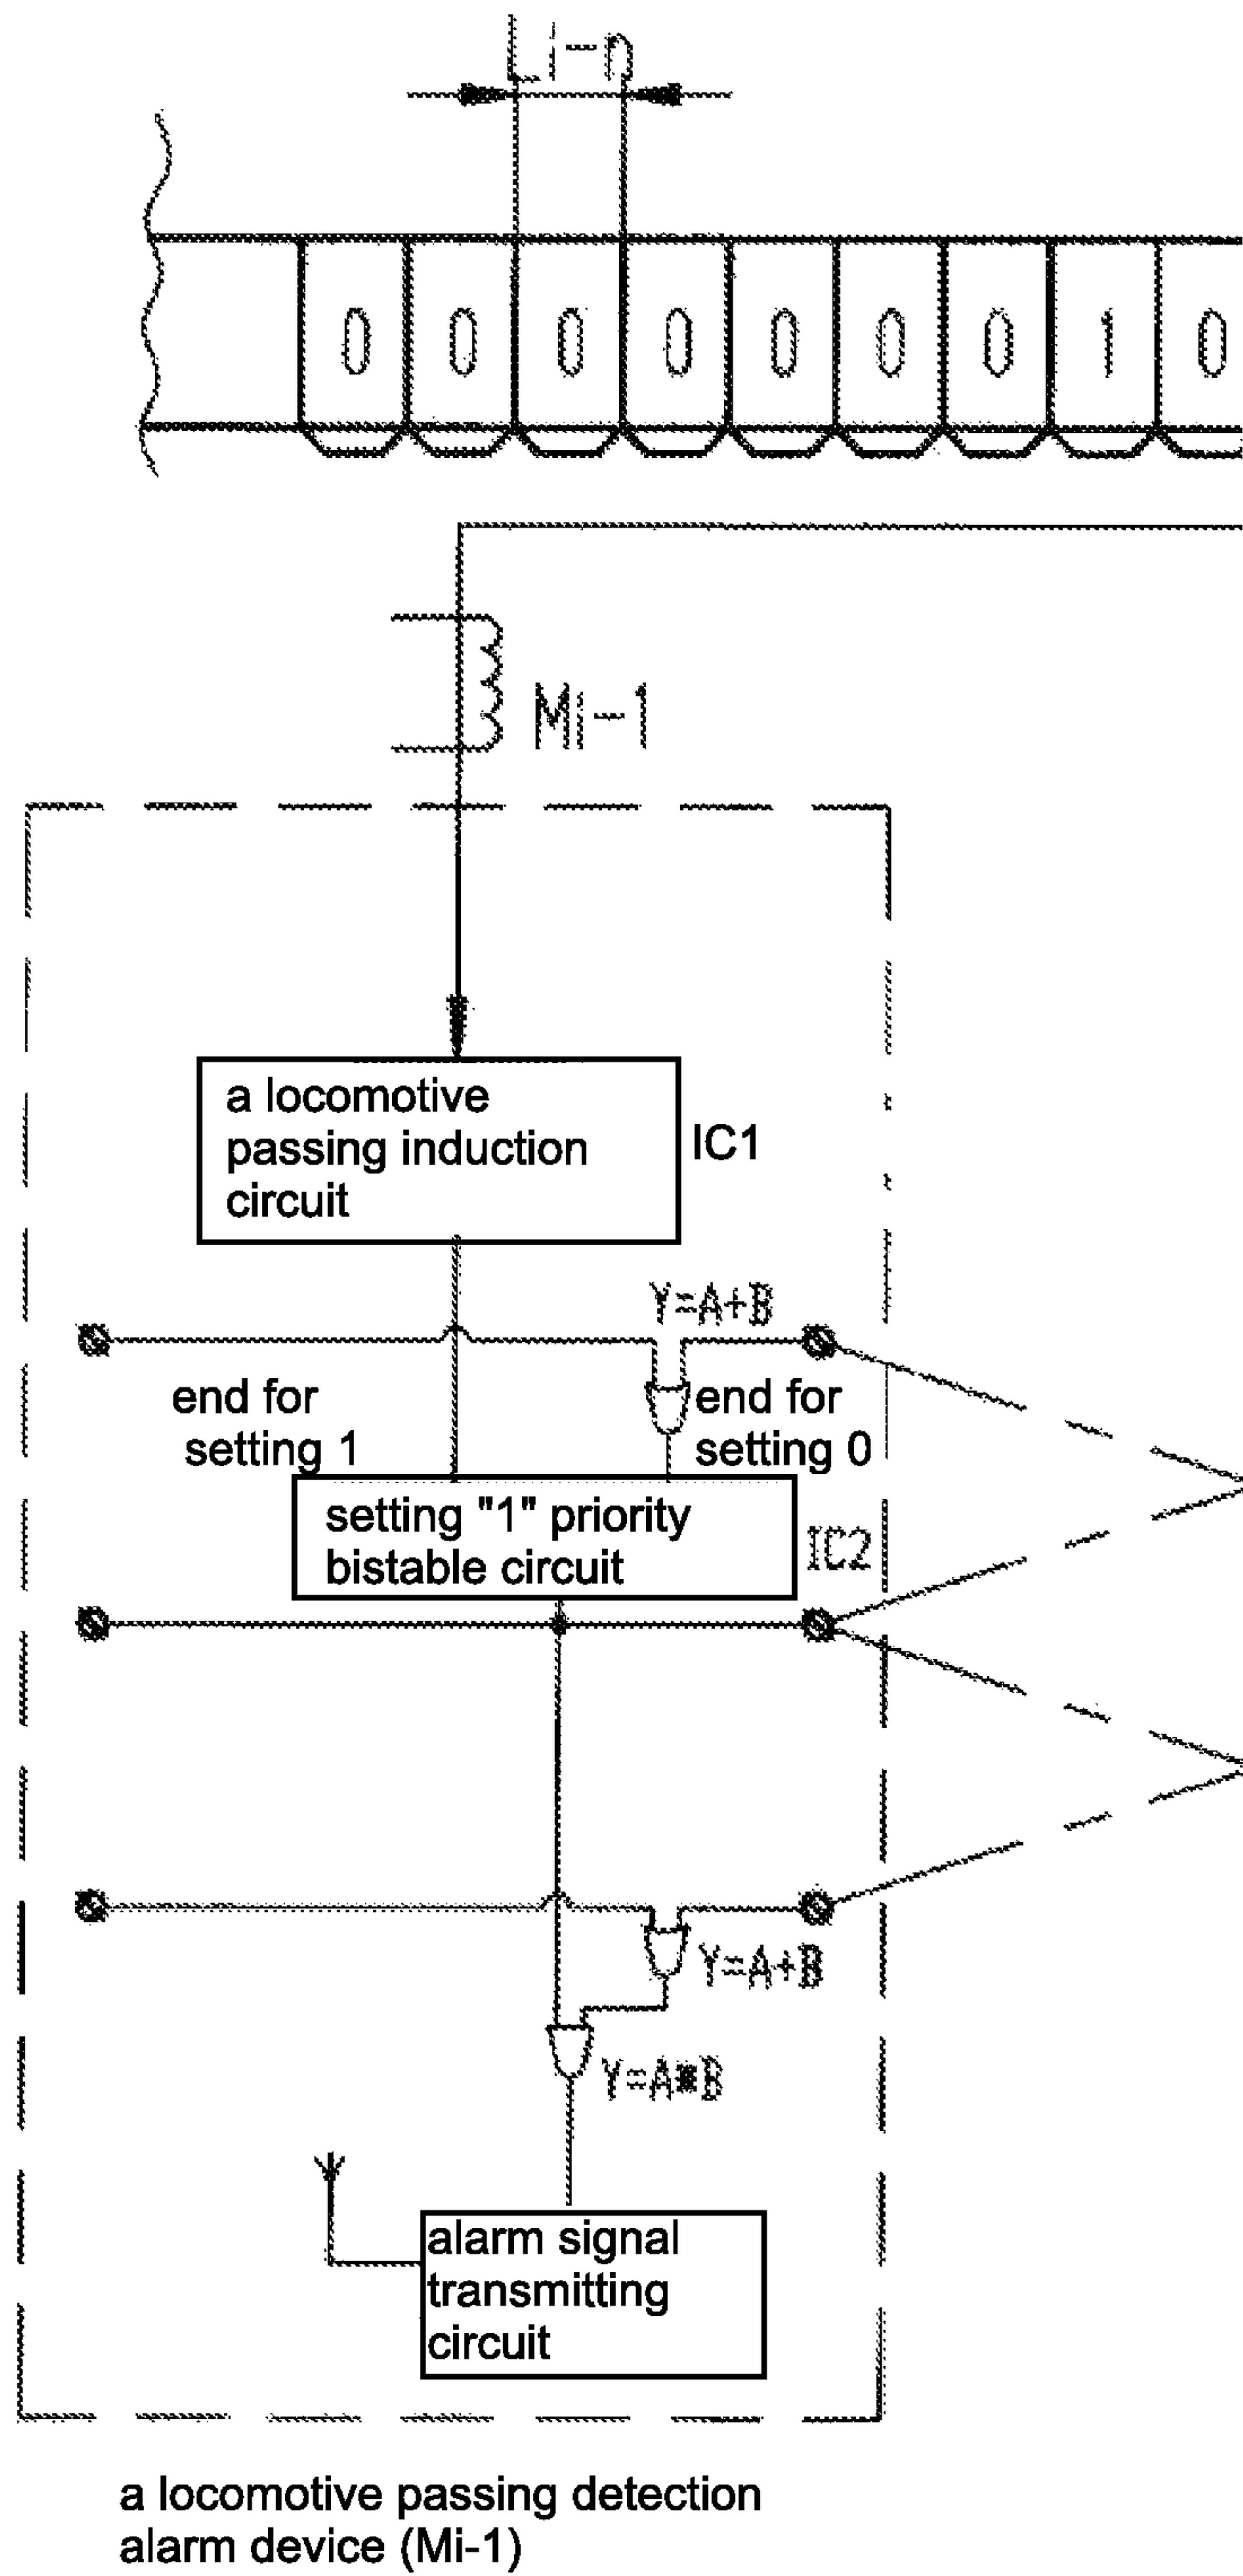 Li-n
0 0 0 0 0 0 0 1 0
Mi-1
a locomotive
passing induction
circuit
IC1
Y=A+B
end for
setting 1
end for
setting 0
setting "1" priority
bistable circuit
IC2
Y=A+B
Y=A*B
alarm signal
transmitting
circuit
a locomotive passing detection
alarm device (Mi-1)